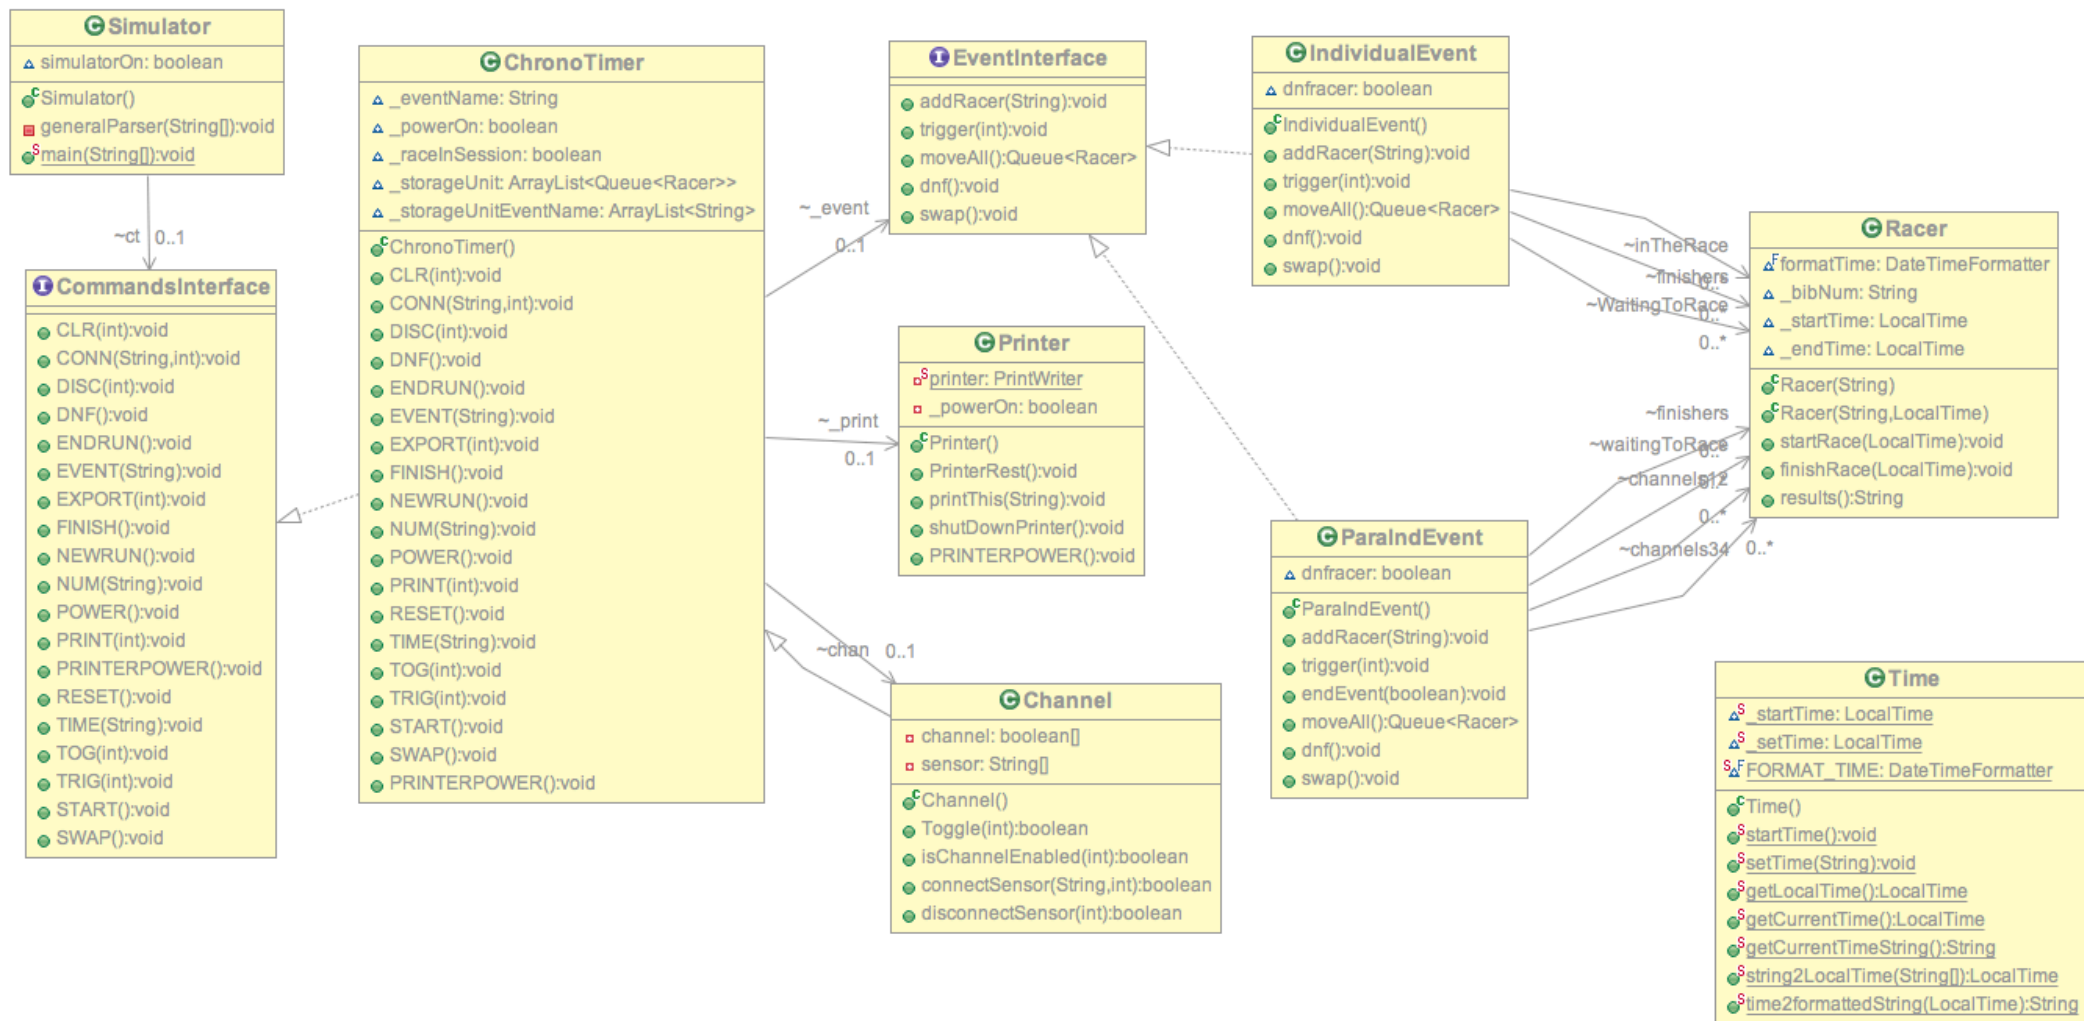 Simulator
simulatorOn: boolean
Simulator()
generalParser(String[]):void
main(String[]):void
~ct
0..1
CommandsInterface
CLR(int):void
CONN(String,int):void
DISC(int):void
DNF():void
ENDRUN():void
EVENT(String):void
EXPORT(int):void
FINISH():void
NEWRUN():void
NUM(String):void
POWER():void
PRINT(int):void
PRINTERPOWER():void
RESET():void
TIME(String):void
TOG(int):void
TRIG(int):void
START():void
SWAP():void
ChronoTimer
_eventName: String
_powerOn: boolean
_raceInSession: boolean
_storageUnit: ArrayList<Queue<Racer>>
_storageUnitEventName: ArrayList<String>
ChronoTimer()
CLR(int):void
CONN(String,int):void
DISC(int):void
DNF():void
ENDRUN():void
EVENT(String):void
EXPORT(int):void
FINISH():void
NEWRUN():void
NUM(String):void
POWER():void
PRINT(int):void
RESET():void
TIME(String):void
TOG(int):void
TRIG(int):void
START():void
SWAP():void
PRINTERPOWER():void
~_event
0..1
~_print
0..1
~chan
0..1
EventInterface
addRacer(String):void
trigger(int):void
moveAll():Queue<Racer>
dnf():void
swap():void
Printer
printer: PrintWriter
_powerOn: boolean
Printer()
PrinterRest():void
printThis(String):void
shutDownPrinter():void
PRINTERPOWER():void
Channel
channel: boolean[]
sensor: String[]
Channel()
Toggle(int):boolean
isChannelEnabled(int):boolean
connectSensor(String,int):boolean
disconnectSensor(int):boolean
IndividualEvent
dnfracer: boolean
IndividualEvent()
addRacer(String):void
trigger(int):void
moveAll():Queue<Racer>
dnf():void
swap():void
~inTheRace
~finishers
0..*
~WaitingToRace
0..*
0..*
~finishers
~waitingToRace
0..*
~channels12
0..*
0..*
~channels34
0..*
ParaIndEvent
dnfracer: boolean
ParaIndEvent()
addRacer(String):void
trigger(int):void
endEvent(boolean):void
moveAll():Queue<Racer>
dnf():void
swap():void
Racer
formatTime: DateTimeFormatter
_bibNum: String
_startTime: LocalTime
_endTime: LocalTime
Racer(String)
Racer(String,LocalTime)
startRace(LocalTime):void
finishRace(LocalTime):void
results():String
Time
_startTime: LocalTime
_setTime: LocalTime
FORMAT_TIME: DateTimeFormatter
Time()
startTime():void
setTime(String):void
getLocalTime():LocalTime
getCurrentTime():LocalTime
getCurrentTimeString():String
string2LocalTime(String[]):LocalTime
time2formattedString(LocalTime):String